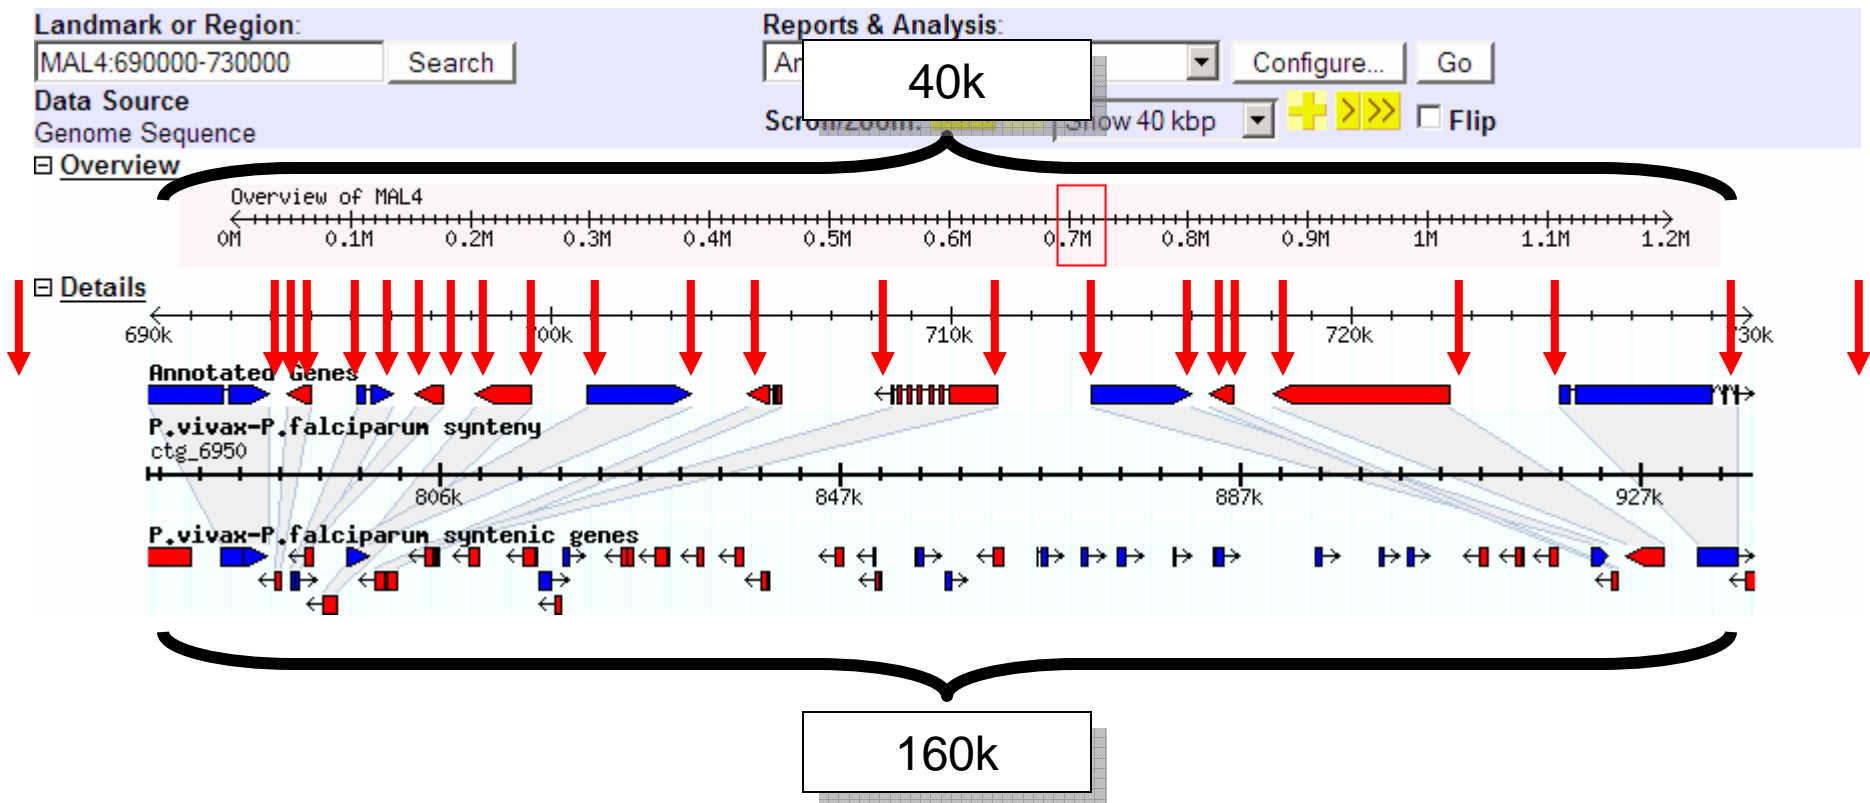 Landmark or Region:
Reports & Analysis:
MAL4:690000-730000
Search
40k
Configure...
Go
Data Source
Genome Sequence
Show 40 kbp
Flip
Overview
Overview of MAL4
0M 0.1M 0.2M 0.3M 0.4M 0.5M 0.6M 0.7M 0.8M 0.9M 1M 1.1M 1.2M
Details
690k 700k 710k 720k 730k
Annotated Genes
P.vivax-P.falciparum synteny
ctg_6950
806k 847k 887k 927k
P.vivax-P.falciparum syntenic genes
160k